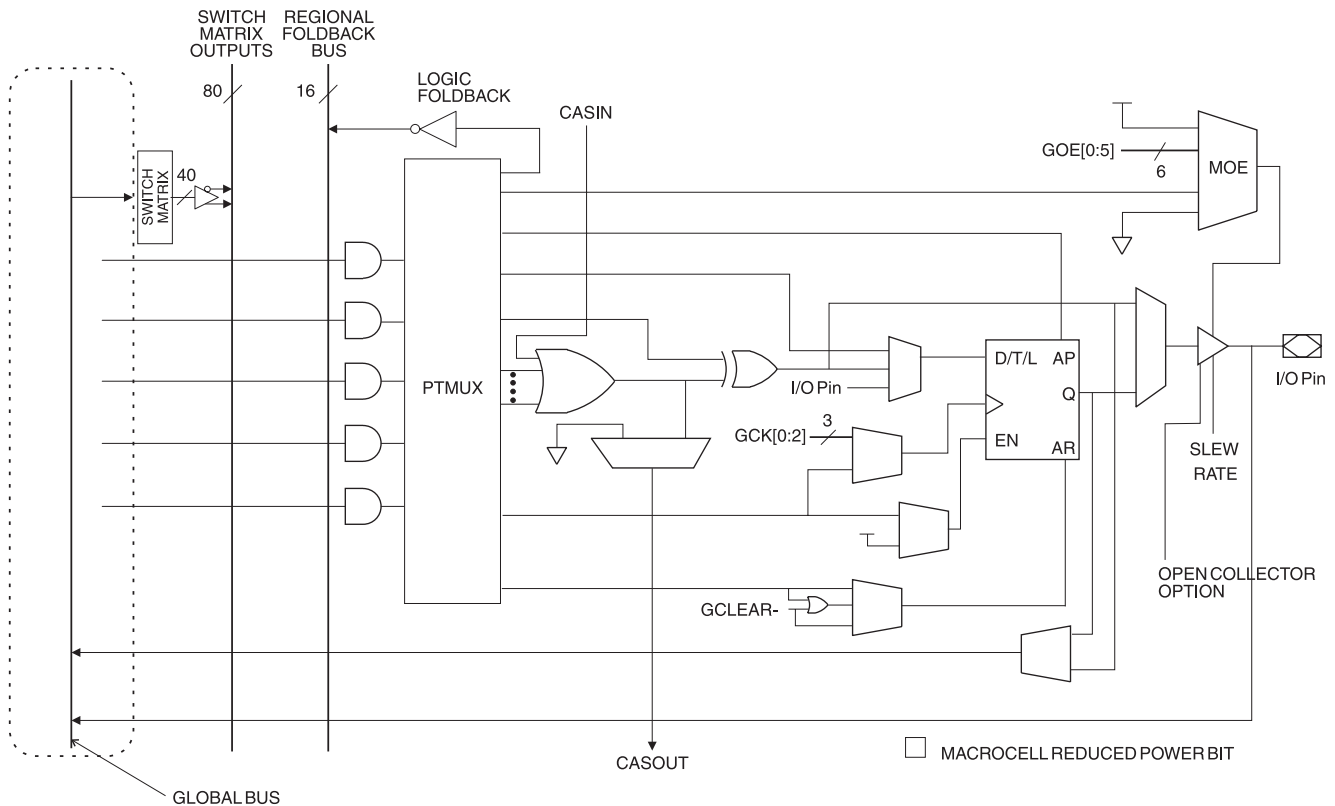 SWITCH
MATRIX
OUTPUTS
REGIONAL
FOLDBACK
BUS
80
16
LOGIC
FOLDBACK
CASIN
GOE[0:5]
6
MOE
SWITCH
MATRIX
40
PTMUX
D/T/L
AP
Q
EN
AR
I/O Pin
I/O Pin
GCK[0:2]
3
SLEW
RATE
OPEN COLLECTOR
OPTION
GCLEAR-
CASOUT
MACROCELL REDUCED POWER BIT
GLOBAL BUS